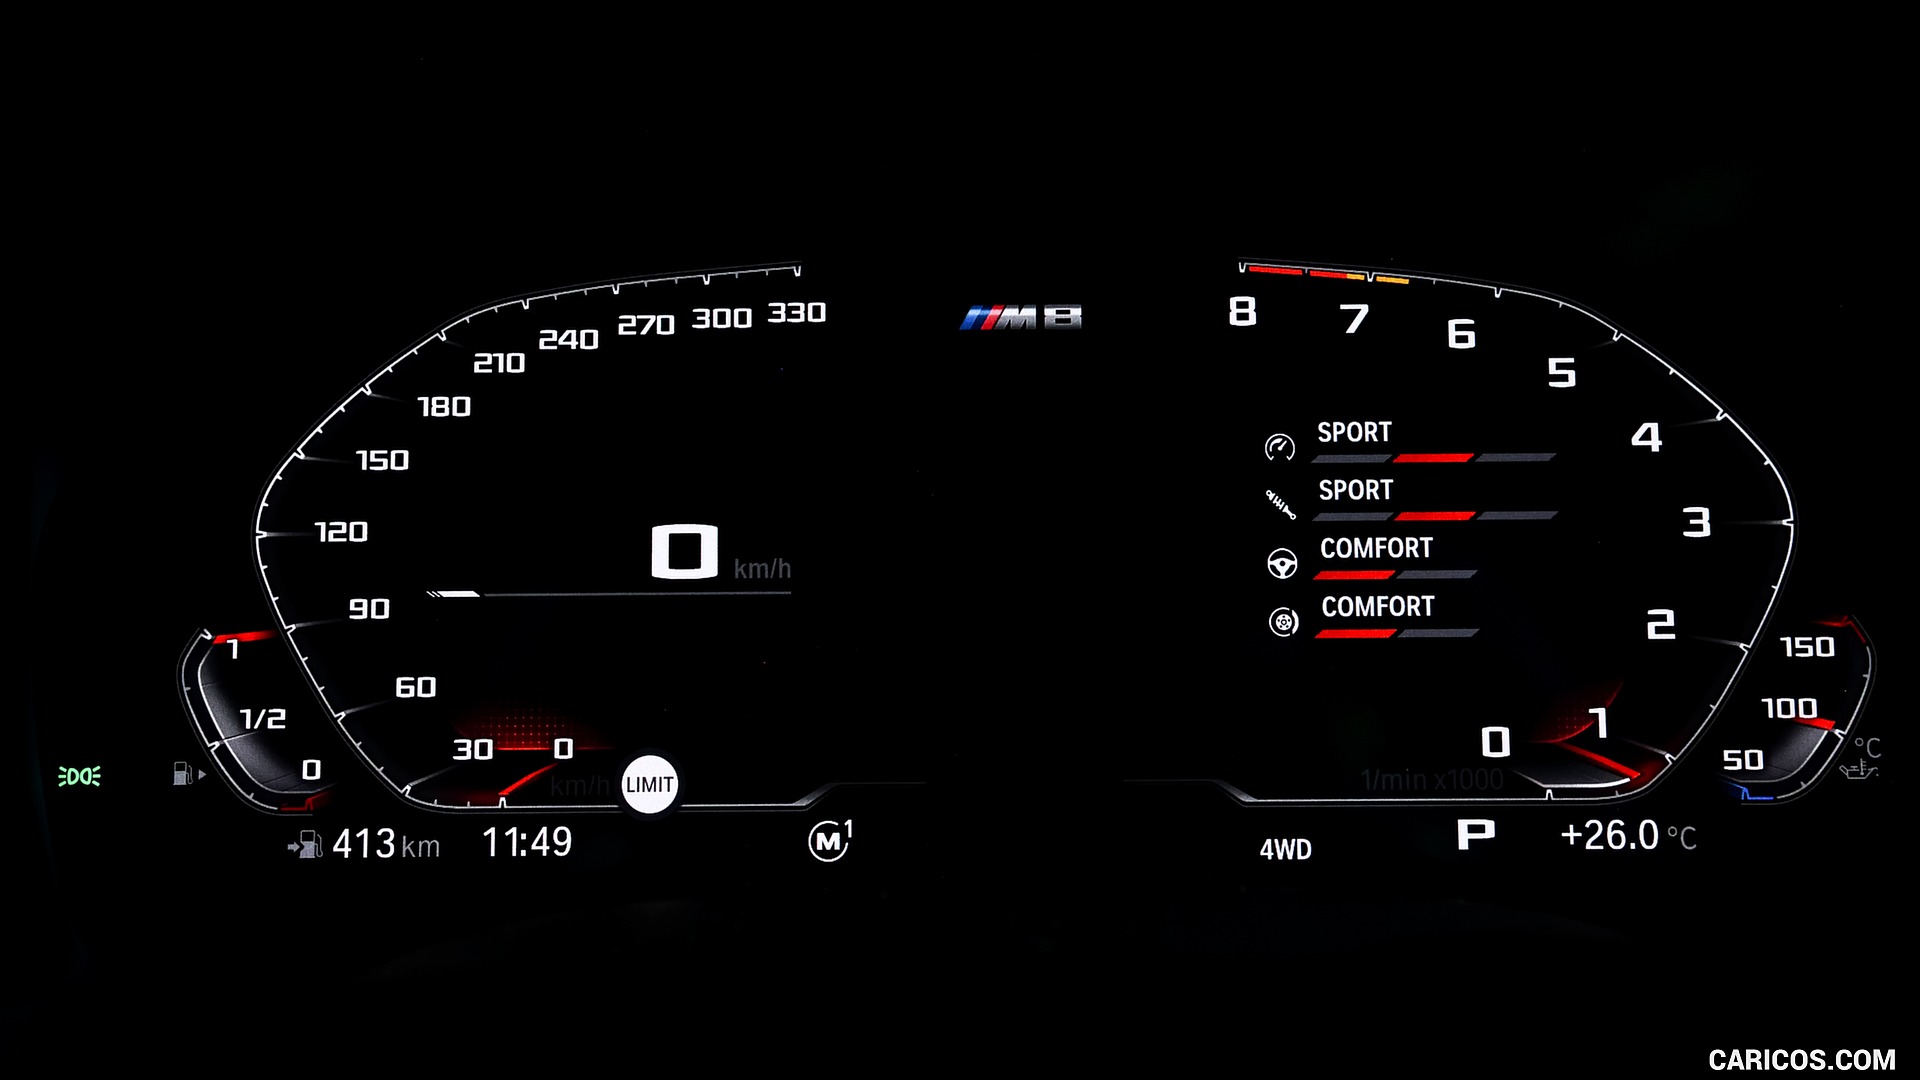 330
300
270
240
210
180
150
120
90
60
30
0
km/h
0 km/h
LIMIT
1
1/2
0
413 km
11:49
M1
M8
8
7
6
5
4
3
2
1
0
1/min x1000
SPORT
SPORT
COMFORT
COMFORT
150
100
50
°C
4WD
P
+26.0 °C
CARICOS.COM